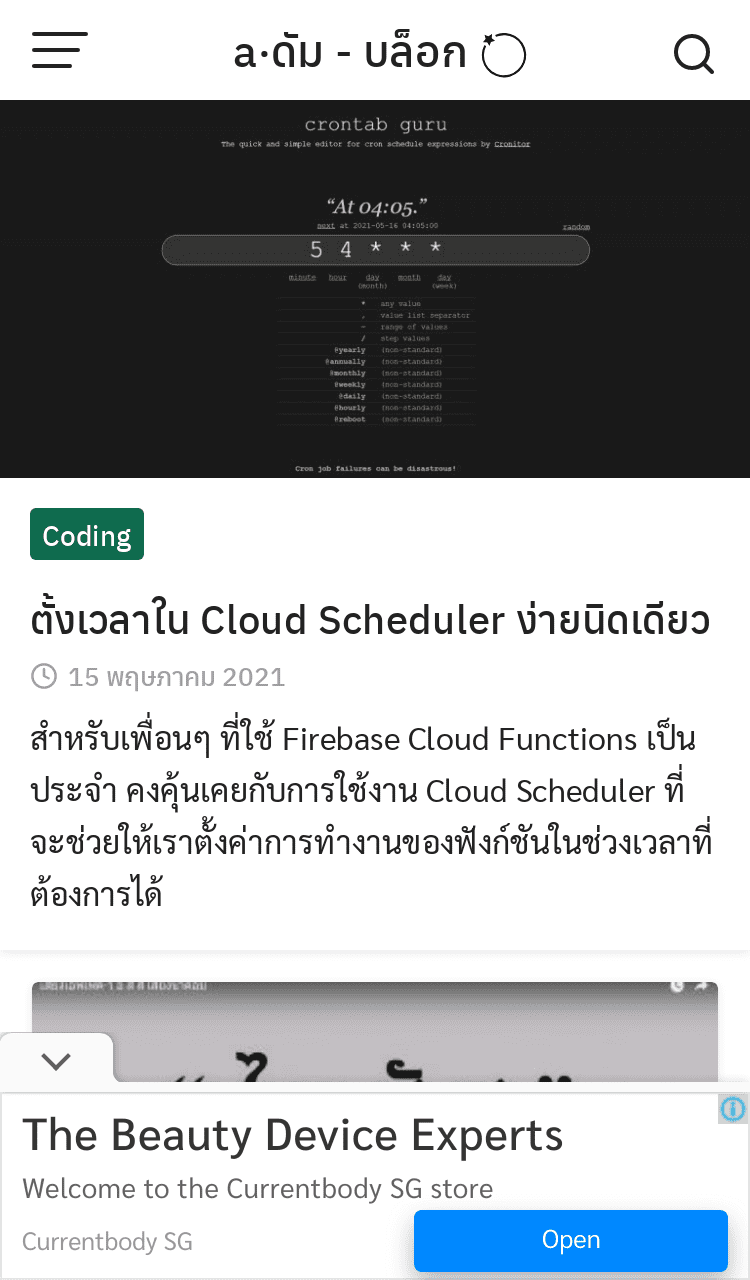 a·ดัม - บล็อก
crontab guru
The quick and simple editor for cron schedule expressions by Cronitor
“At 04:05.”
next at 2021-05-16 04:05:00
random
5 4 * * *
minute hour day month day
(month) (week)
* any value
, value list separator
- range of values
/ step values
@yearly (non-standard)
@annually (non-standard)
@monthly (non-standard)
@weekly (non-standard)
@daily (non-standard)
@hourly (non-standard)
@reboot (non-standard)
Cron job failures can be disastrous!
Coding
ตั้งเวลาใน Cloud Scheduler ง่ายนิดเดียว
15 พฤษภาคม 2021
สำหรับเพื่อนๆ ที่ใช้ Firebase Cloud Functions เป็น
ประจำ คงคุ้นเคยกับการใช้งาน Cloud Scheduler ที่
จะช่วยให้เราตั้งค่าการทำงานของฟังก์ชันในช่วงเวลาที่
ต้องการได้
The Beauty Device Experts
Welcome to the Currentbody SG store
Currentbody SG
Open